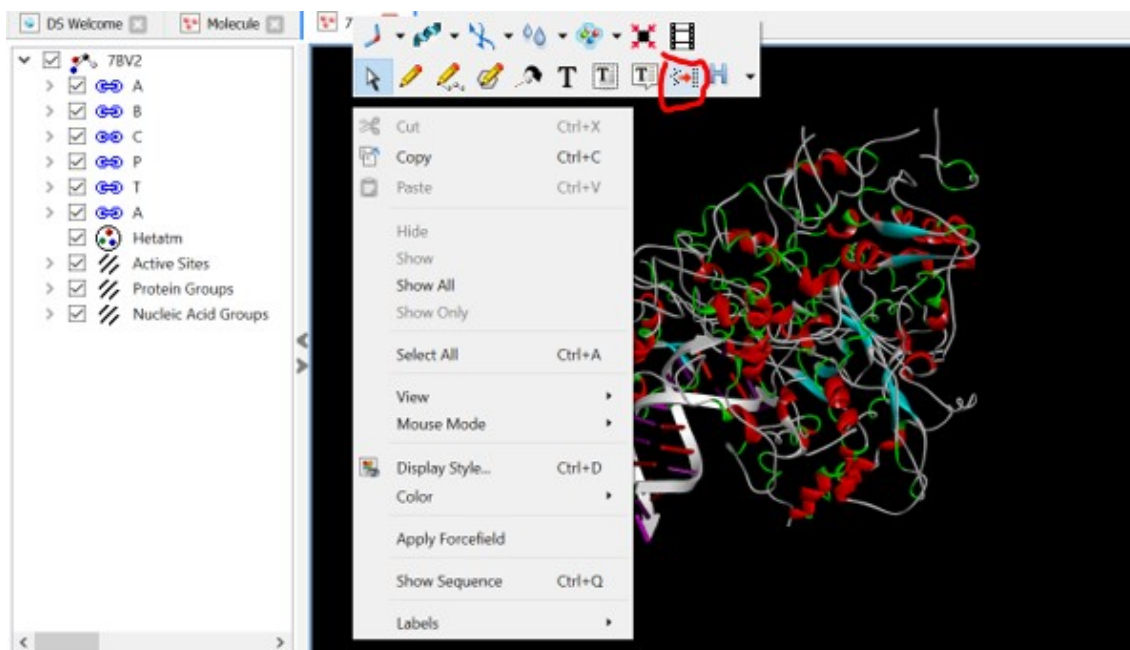 DS Welcome
Molecule
7
78V2
A
B
C
P
T
A
Hetatm
Active Sites
Protein Groups
Nucleic Acid Groups
T
T
T
H
Cut Ctrl+X
Copy Ctrl+C
Paste Ctrl+V
Hide
Show
Show All
Show Only
Select All Ctrl+A
View
Mouse Mode
Display Style... Ctrl+D
Color
Apply Forcefield
Show Sequence Ctrl+Q
Labels